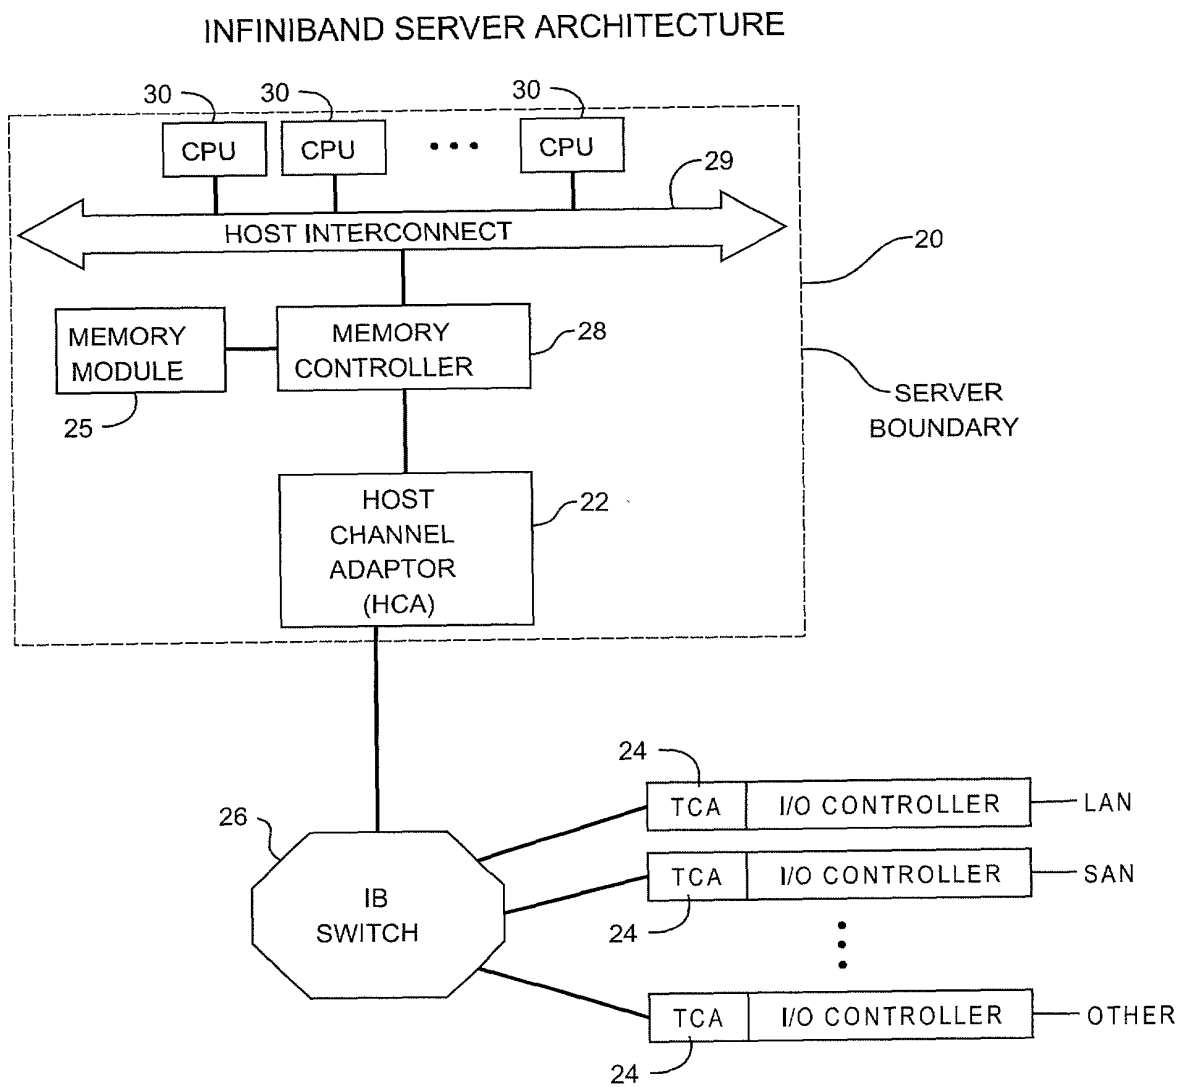 INFINIBAND SERVER ARCHITECTURE
30
30
30
CPU
CPU
CPU
29
HOST INTERCONNECT
20
MEMORY
MODULE
25
MEMORY
CONTROLLER
28
SERVER
BOUNDARY
HOST
CHANNEL
ADAPTOR
(HCA)
22
26
IB
SWITCH
24
TCA
I/O CONTROLLER
LAN
TCA
I/O CONTROLLER
SAN
24
TCA
I/O CONTROLLER
OTHER
24